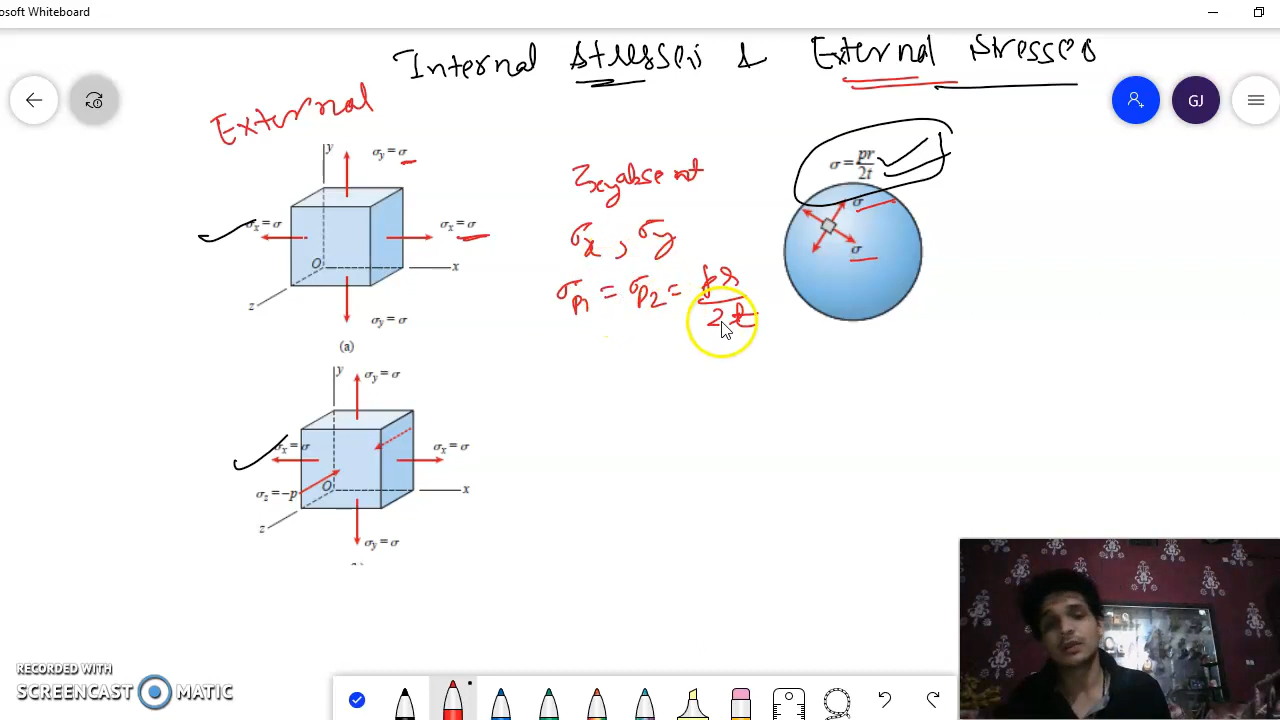 osoft Whiteboard
Internal Stresses & External Stresses
GJ
External
y
σy = σ
σx = σ
σx = σ
O
x
z
σy = σ
(a)
τxy absent
σx , σy
σp1 = σp2 = pr/2t
σ = pr/2t
σ
σ
y
σy = σ
σx = σ
σx = σ
σz = −p
O
x
z
σy = σ
RECORDED WITH
SCREENCAST MATIC